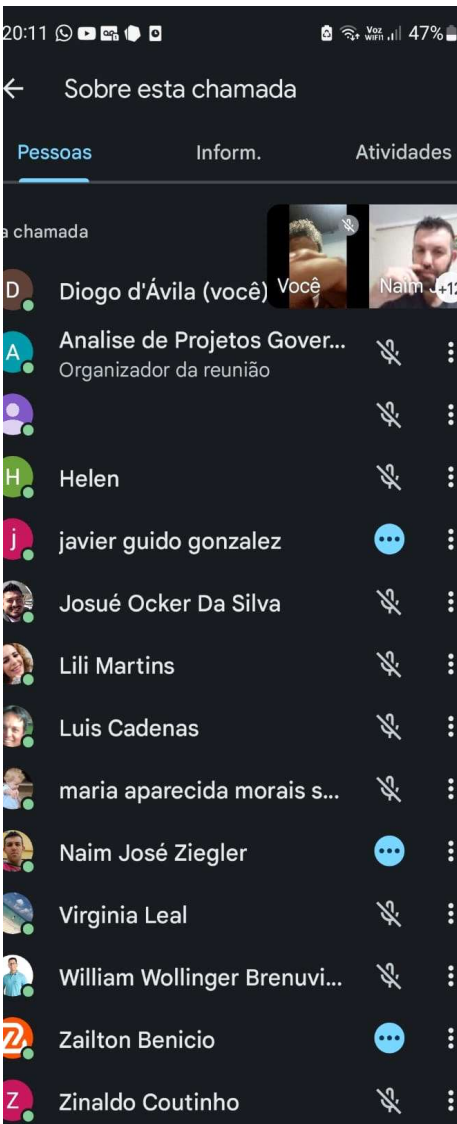 20:11 Voz WiFi 47%
Sobre esta chamada
Pessoas Inform. Atividades
a chamada
Você Naim J +12
D Diogo d'Ávila (você)
A Analise de Projetos Gover...
Organizador da reunião
H Helen
j javier guido gonzalez
Josué Ocker Da Silva
Lili Martins
Luis Cadenas
maria aparecida morais s...
Naim José Ziegler
Virginia Leal
William Wollinger Brenuvi...
Zailton Benicio
Z Zinaldo Coutinho